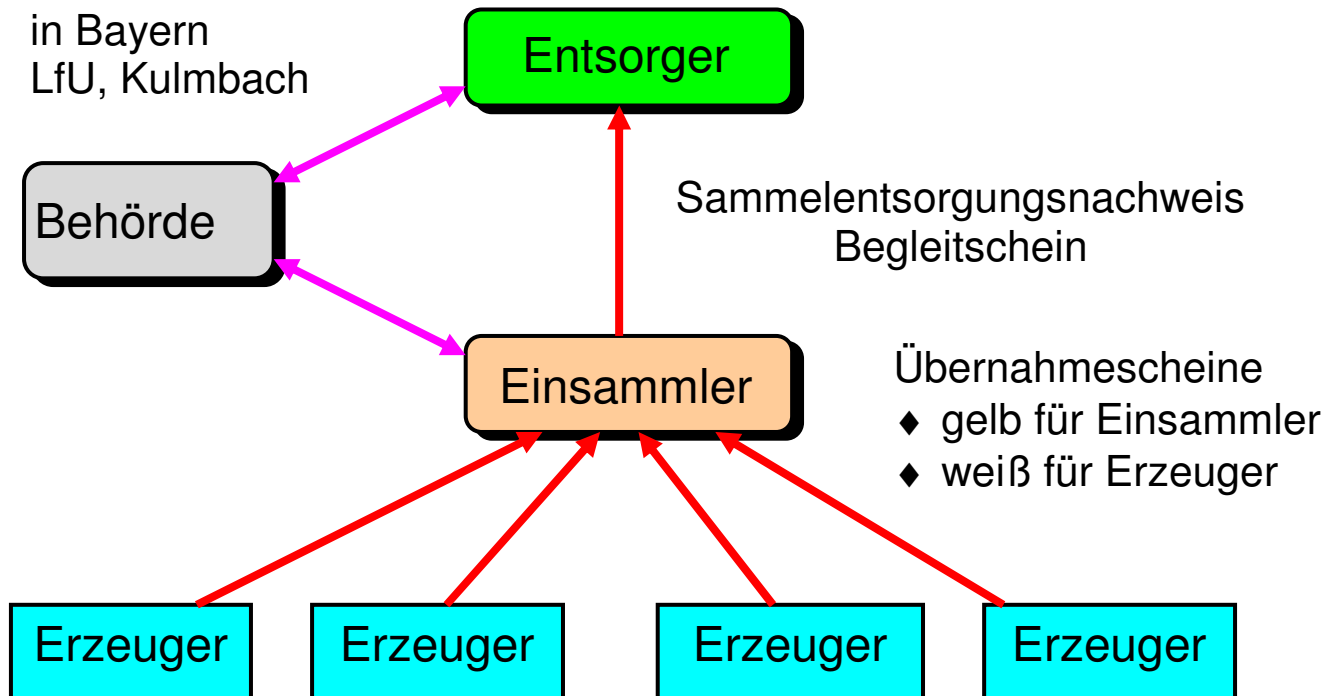 in Bayern
LfU, Kulmbach
Entsorger
Behörde
Sammelentsorgungsnachweis
Begleitschein
Einsammler
Übernahmescheine
♦ gelb für Einsammler
♦ weiß für Erzeuger
Erzeuger
Erzeuger
Erzeuger
Erzeuger